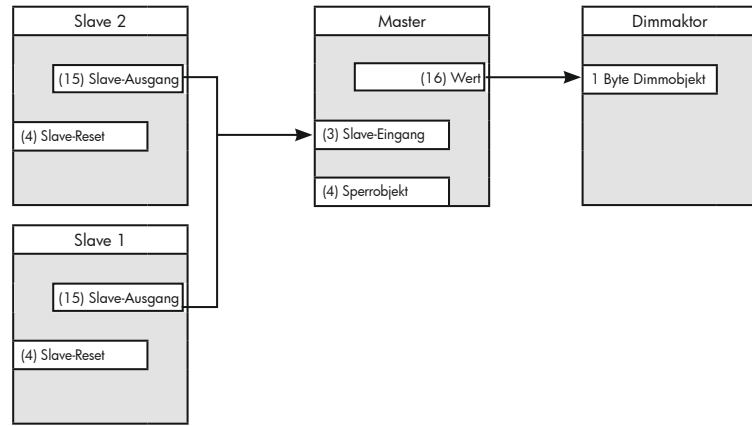 Slave 2
(15) Slave-Ausgang
(4) Slave-Reset
Master
(16) Wert
(3) Slave-Eingang
(4) Sperrobjekt
Dimmaktor
1 Byte Dimmobjekt
Slave 1
(15) Slave-Ausgang
(4) Slave-Reset